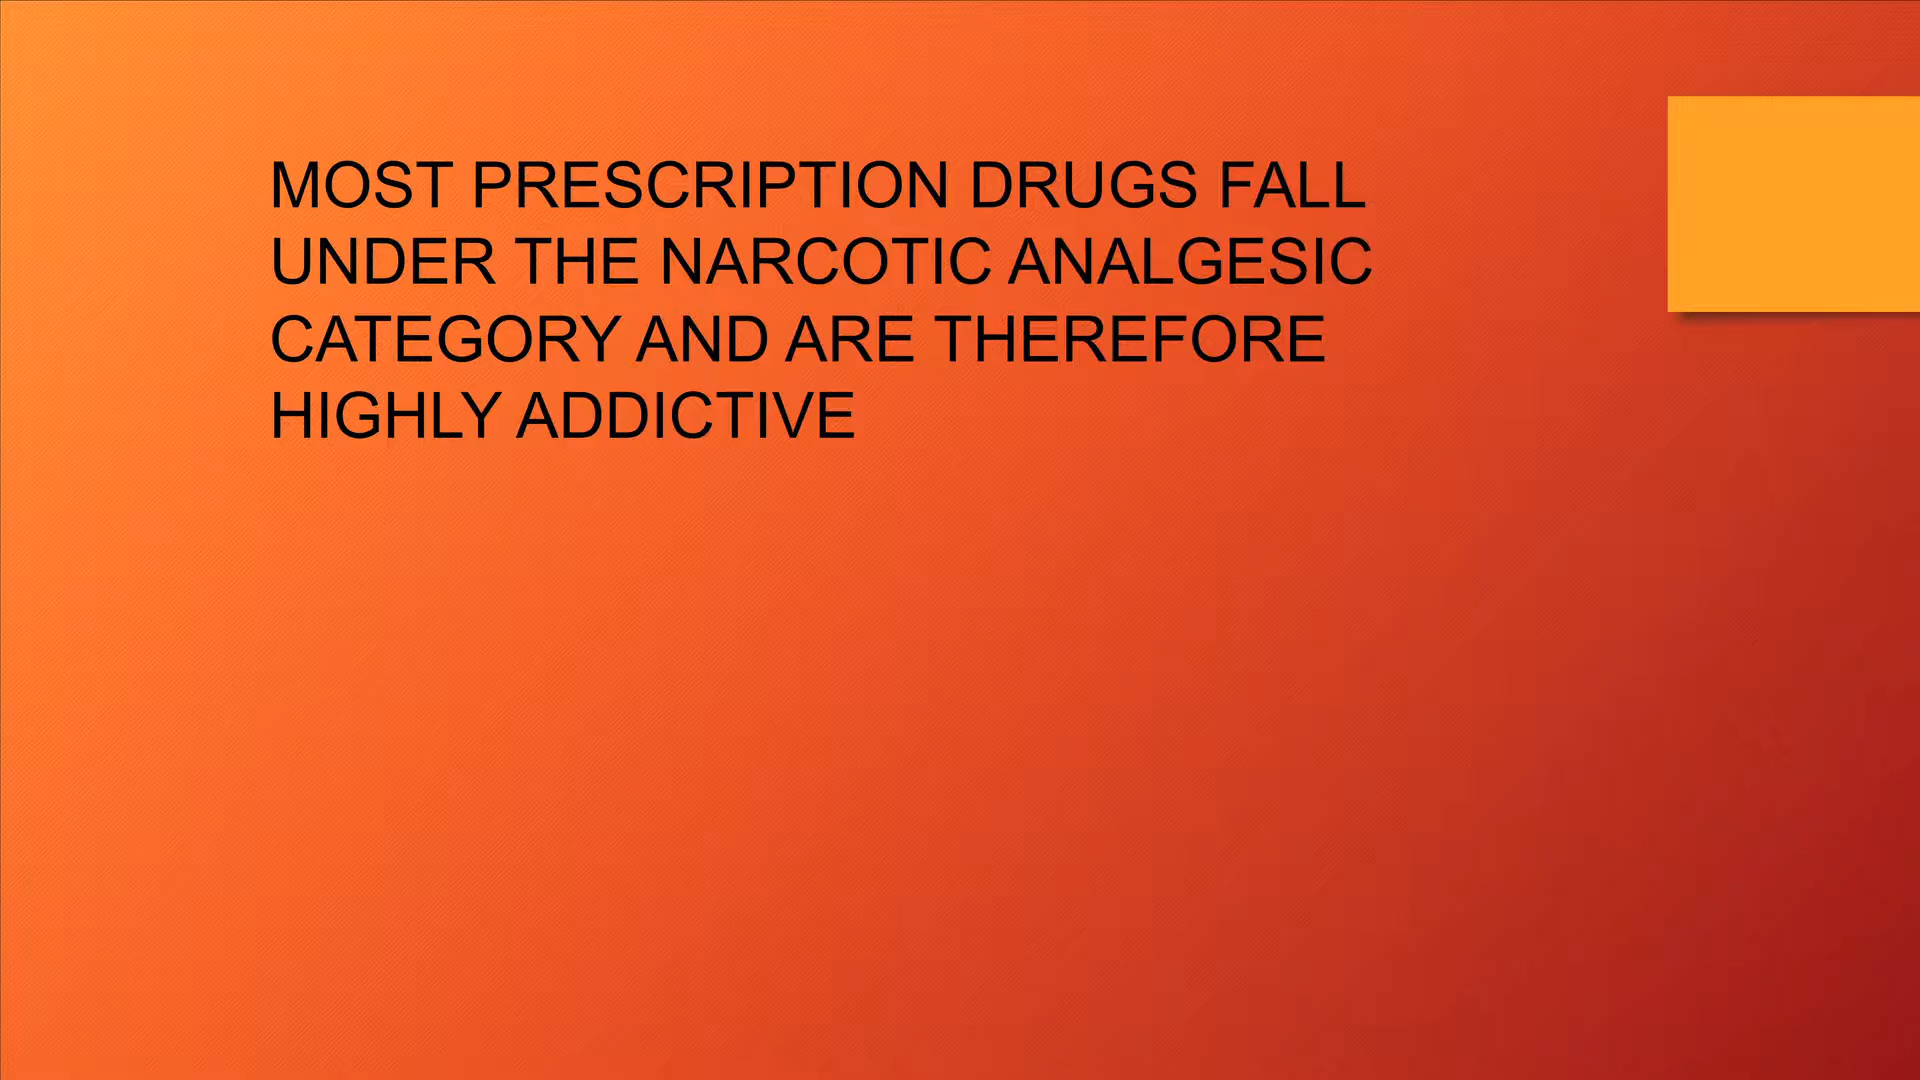 MOST PRESCRIPTION DRUGS FALL
UNDER THE NARCOTIC ANALGESIC
CATEGORY AND ARE THEREFORE
HIGHLY ADDICTIVE